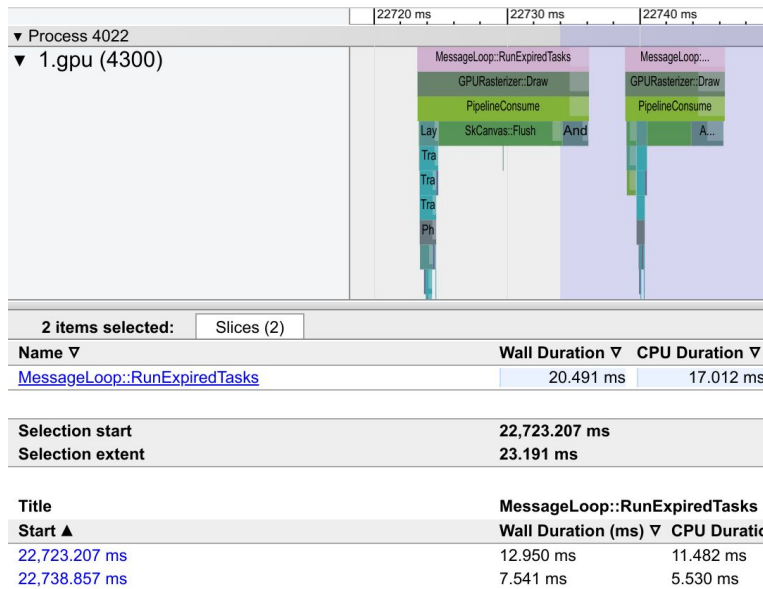 22720 ms 22730 ms 22740 ms
▼ Process 4022
▼ 1.gpu (4300)
MessageLoop::RunExpiredTasks MessageLoop:...
GPURasterizer::Draw GPURasterizer::Draw
PipelineConsume PipelineConsume
Lay SkCanvas::Flush And A...
Tra
Tra
Tra
Ph
2 items selected: Slices (2)
Name ∇ Wall Duration ∇ CPU Duration ∇
MessageLoop::RunExpiredTasks 20.491 ms 17.012 ms
Selection start 22,723.207 ms
Selection extent 23.191 ms
Title MessageLoop::RunExpiredTasks
Start ▲ Wall Duration (ms) ∇ CPU Duratio
22,723.207 ms 12.950 ms 11.482 ms
22,738.857 ms 7.541 ms 5.530 ms